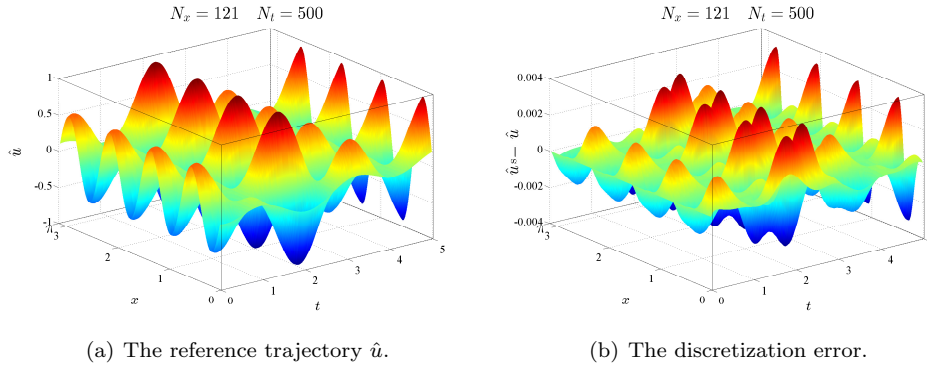 N_x = 121 N_t = 500
1
0.5
0
-0.5
-1
û
π 3
2
1
0
x
0
1
2
3
4
5
t
(a) The reference trajectory û.
N_x = 121 N_t = 500
0.004
0.002
0
-0.002
-0.004
û_s − û
π 3
2
1
0
x
0
1
2
3
4
t
(b) The discretization error.